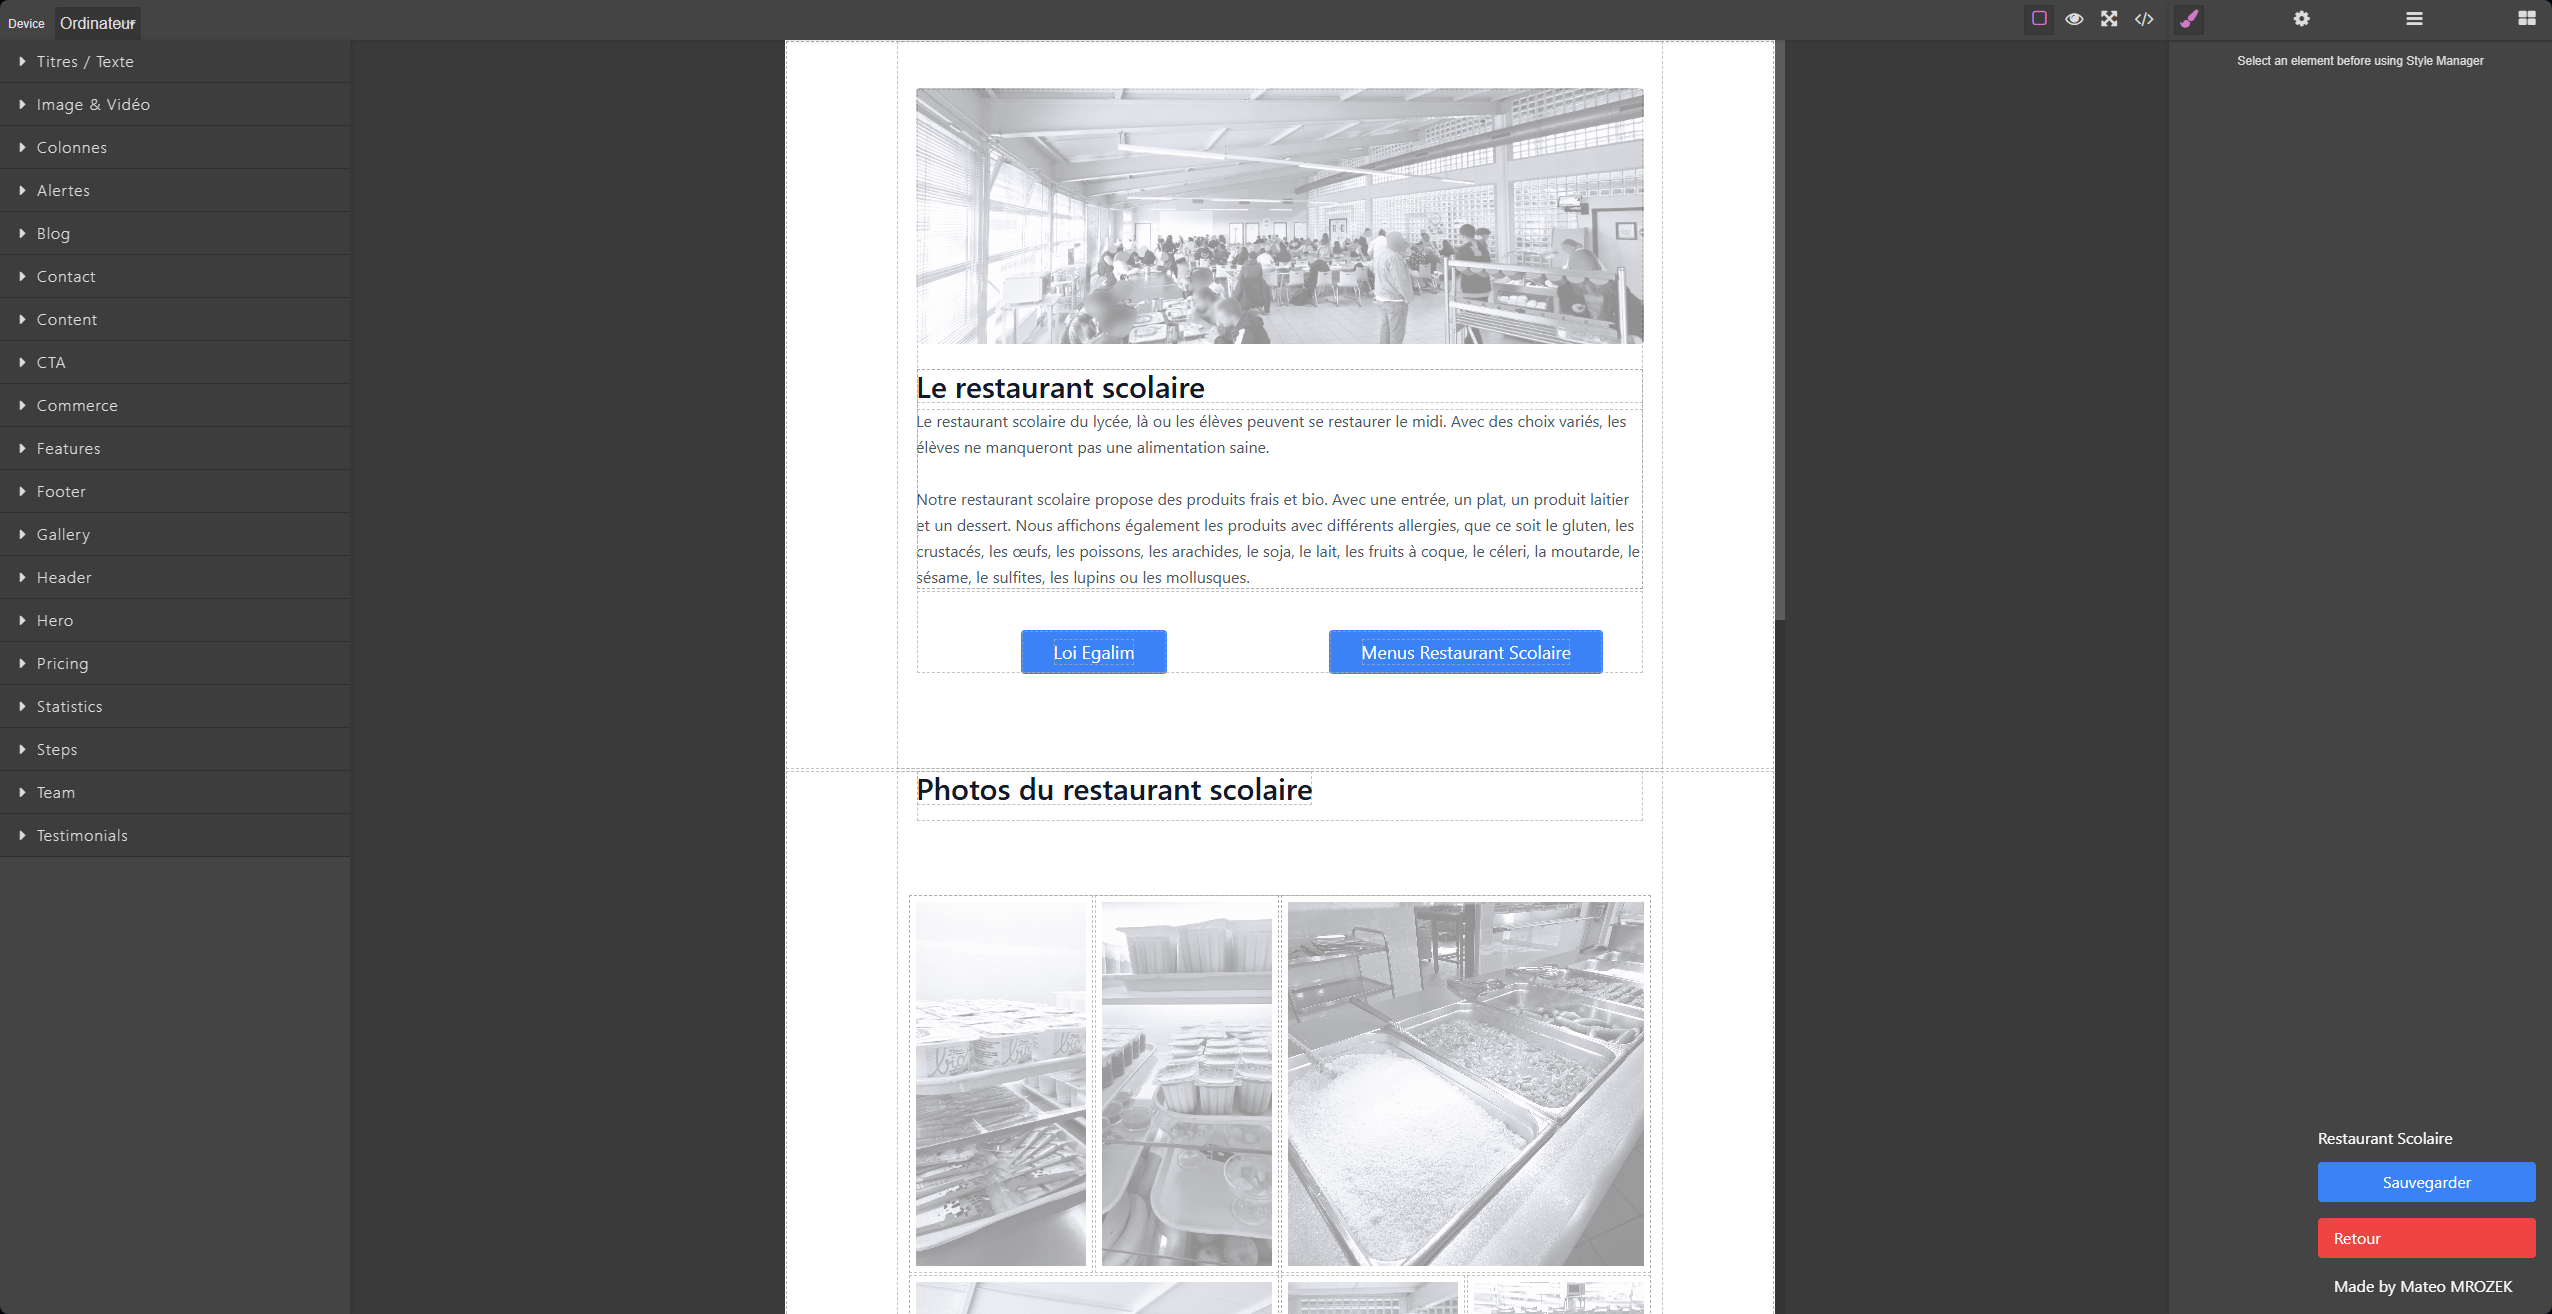 Device
Ordinateur
Select an element before using Style Manager
Titres / Texte
Image & Vidéo
Colonnes
Alertes
Blog
Contact
Content
CTA
Commerce
Features
Footer
Gallery
Header
Hero
Pricing
Statistics
Steps
Team
Testimonials
Le restaurant scolaire
Le restaurant scolaire du lycée, là ou les élèves peuvent se restaurer le midi. Avec des choix variés, les
élèves ne manqueront pas une alimentation saine.
Notre restaurant scolaire propose des produits frais et bio. Avec une entrée, un plat, un produit laitier
et un dessert. Nous affichons également les produits avec différents allergies, que ce soit le gluten, les
crustacés, les œufs, les poissons, les arachides, le soja, le lait, les fruits à coque, le céleri, la moutarde, le
sésame, le sulfites, les lupins ou les mollusques.
Loi Egalim
Menus Restaurant Scolaire
Photos du restaurant scolaire
bio
bio
Restaurant Scolaire
Sauvegarder
Retour
Made by Mateo MROZEK